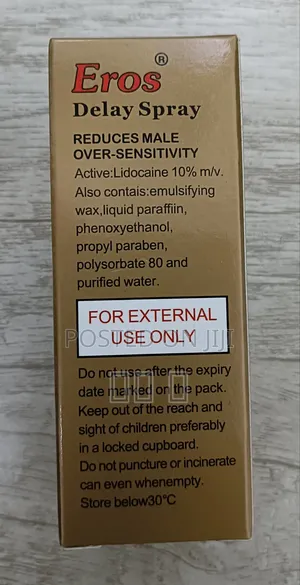 Eros®
Delay Spray
REDUCES MALE
OVER-SENSITIVITY
Active:Lidocaine 10% m/v.
Also contais:emulsifying
wax,liquid paraffiin,
phenoxyethanol,
propyl paraben,
polysorbate 80 and
purified water.
FOR EXTERNAL
USE ONLY
POSTED ON JIJI
Do not use after the expiry
date marked on the pack.
Keep out of the reach and
sight of children preferably
in a locked cupboard.
Do not puncture or incinerate
can even whenempty.
Store below30°C